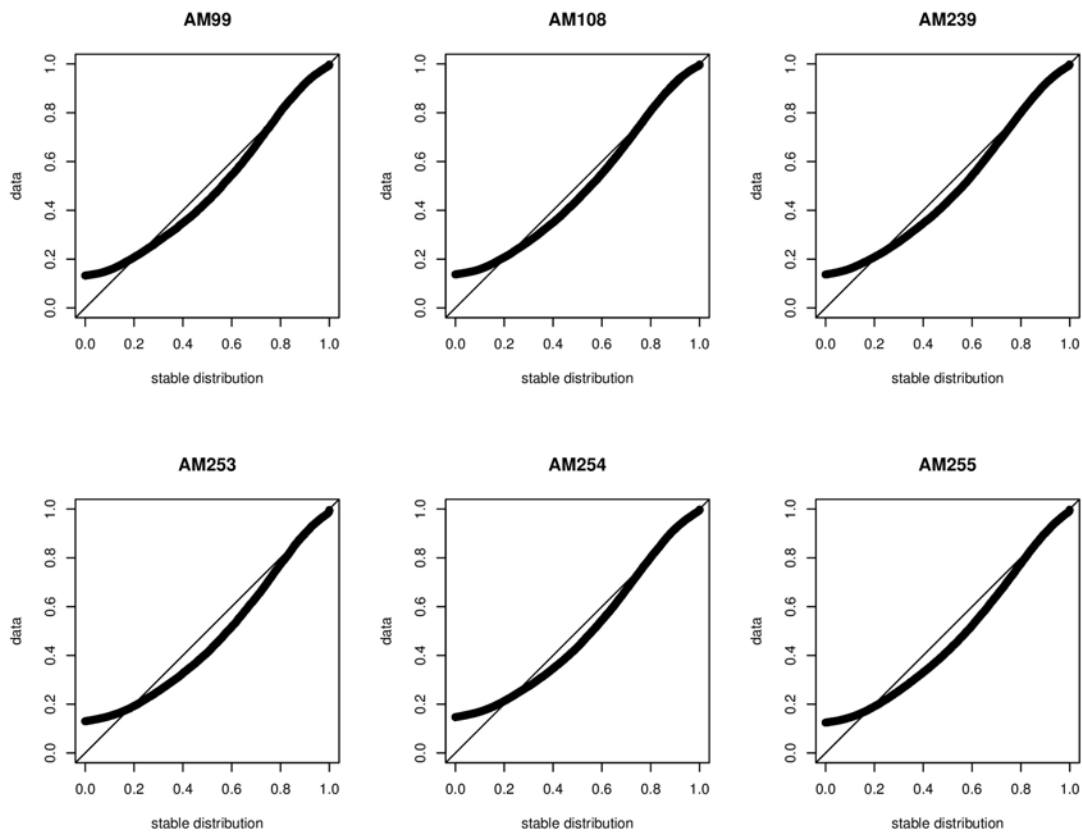 AM99 AM108 AM239
data 0.0 0.2 0.4 0.6 0.8 1.0 data 0.0 0.2 0.4 0.6 0.8 1.0 data 0.0 0.2 0.4 0.6 0.8 1.0
0.0 0.2 0.4 0.6 0.8 1.0 0.0 0.2 0.4 0.6 0.8 1.0 0.0 0.2 0.4 0.6 0.8 1.0
stable distribution stable distribution stable distribution
AM253 AM254 AM255
data 0.0 0.2 0.4 0.6 0.8 1.0 data 0.0 0.2 0.4 0.6 0.8 1.0 data 0.0 0.2 0.4 0.6 0.8 1.0
0.0 0.2 0.4 0.6 0.8 1.0 0.0 0.2 0.4 0.6 0.8 1.0 0.0 0.2 0.4 0.6 0.8 1.0
stable distribution stable distribution stable distribution